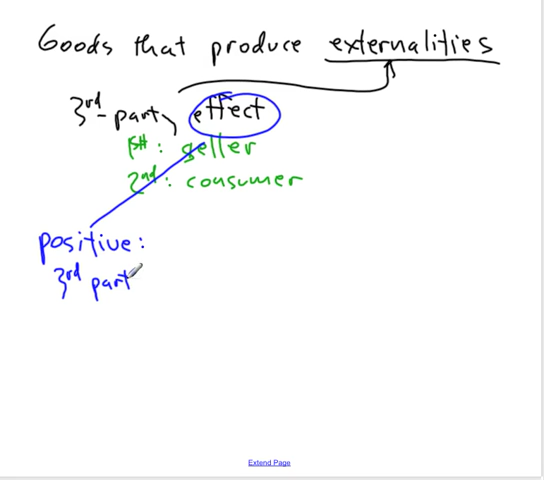 Goods that produce externalities
3rd-party effect
1st: seller
2nd: consumer
positive:
3rd part
Extend Page